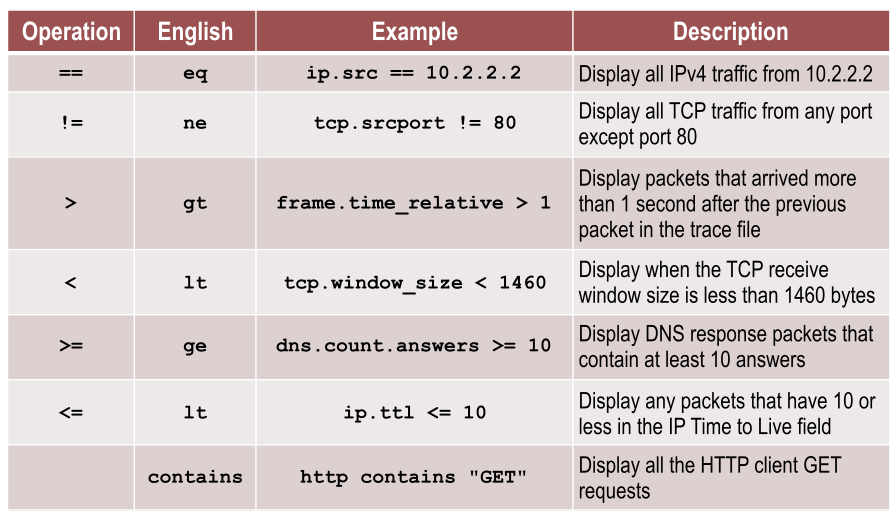 Operation English Example Description
== eq ip.src == 10.2.2.2 Display all IPv4 traffic from 10.2.2.2
!= ne tcp.srcport != 80 Display all TCP traffic from any port
except port 80
> gt frame.time_relative > 1 Display packets that arrived more
than 1 second after the previous
packet in the trace file
< lt tcp.window_size < 1460 Display when the TCP receive
window size is less than 1460 bytes
>= ge dns.count.answers >= 10 Display DNS response packets that
contain at least 10 answers
<= lt ip.ttl <= 10 Display any packets that have 10 or
less in the IP Time to Live field
contains http contains "GET" Display all the HTTP client GET
requests